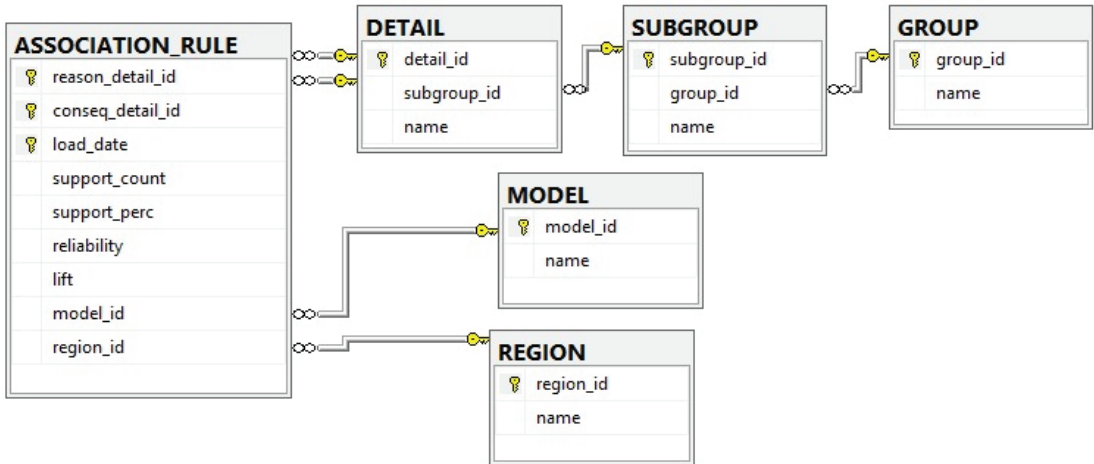 ASSOCIATION_RULE
reason_detail_id
conseq_detail_id
load_date
support_count
support_perc
reliability
lift
model_id
region_id
DETAIL
detail_id
subgroup_id
name
SUBGROUP
subgroup_id
group_id
name
GROUP
group_id
name
MODEL
model_id
name
REGION
region_id
name